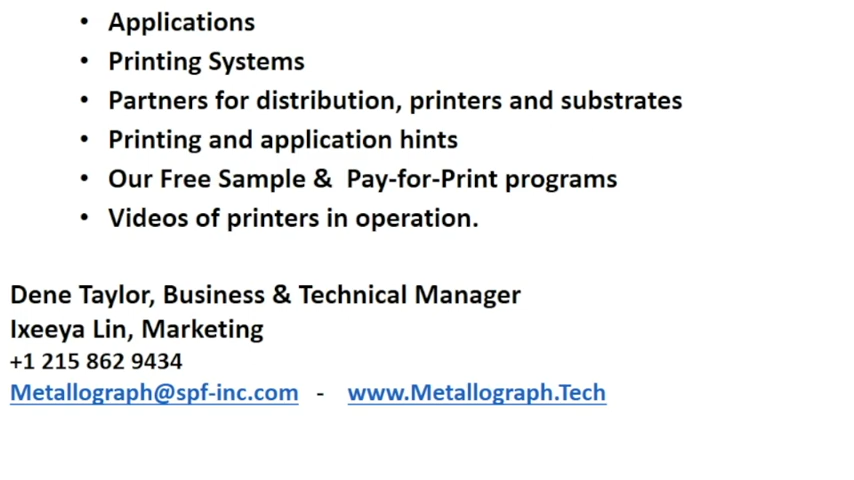 • Applications
• Printing Systems
• Partners for distribution, printers and substrates
• Printing and application hints
• Our Free Sample &  Pay-for-Print programs
• Videos of printers in operation.
Dene Taylor, Business & Technical Manager
Ixeeya Lin, Marketing
+1 215 862 9434
Metallograph@spf-inc.com - www.Metallograph.Tech